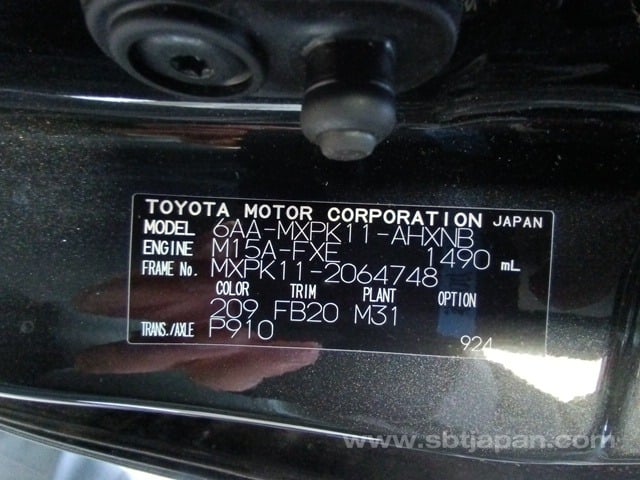 TOYOTA MOTOR CORPORATION JAPAN
MODEL 6AA-MXPK11-AHXNB
ENGINE M15A-FXE 1490 mL
FRAME No. MXPK11-2064748
COLOR TRIM PLANT OPTION
209 FB20 M31
TRANS./AXLE P910
924
www.sbtjapan.com